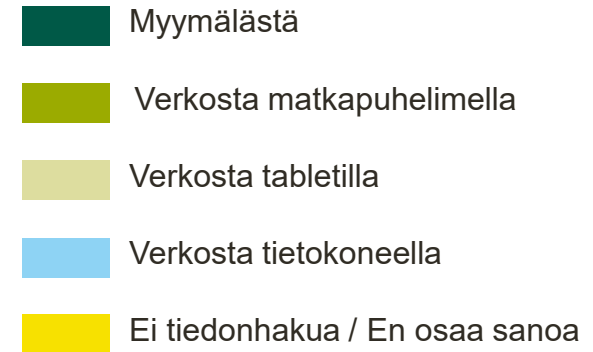 Myymälästä
Verkosta matkapuhelimella
Verkosta tabletilla
Verkosta tietokoneella
Ei tiedonhakua / En osaa sanoa